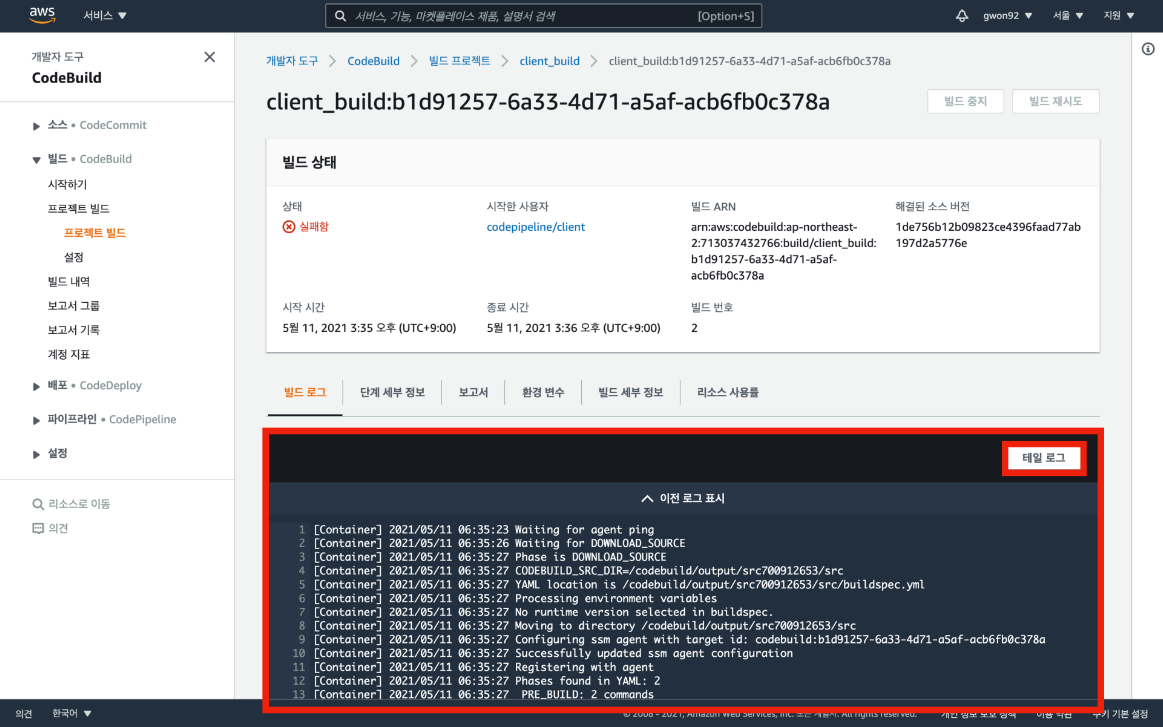 aws
서비스 ▼
서비스, 기능, 마켓플레이스 제품, 설명서 검색 [Option+S]
gwon92 ▼
서울 ▼
지원 ▼
개발자 도구
CodeBuild
소스 • CodeCommit
빌드 • CodeBuild
시작하기
프로젝트 빌드
프로젝트 빌드
설정
빌드 내역
보고서 그룹
보고서 기록
계정 지표
배포 • CodeDeploy
파이프라인 • CodePipeline
설정
리소스로 이동
의견
개발자 도구 > CodeBuild > 빌드 프로젝트 > client_build > client_build:b1d91257-6a33-4d71-a5af-acb6fb0c378a
client_build:b1d91257-6a33-4d71-a5af-acb6fb0c378a
빌드 중지
빌드 재시도
빌드 상태
상태
실패함
시작한 사용자
codepipeline/client
빌드 ARN
arn:aws:codebuild:ap-northeast-
2:713037432766:build/client_build:
b1d91257-6a33-4d71-a5af-
acb6fb0c378a
해결된 소스 버전
1de756b12b09823ce4396faad77ab
197d2a5776e
시작 시간
5월 11, 2021 3:35 오후 (UTC+9:00)
종료 시간
5월 11, 2021 3:36 오후 (UTC+9:00)
빌드 번호
2
빌드 로그
단계 세부 정보
보고서
환경 변수
빌드 세부 정보
리소스 사용률
테일 로그
이전 로그 표시
1 [Container] 2021/05/11 06:35:23 Waiting for agent ping
2 [Container] 2021/05/11 06:35:26 Waiting for DOWNLOAD_SOURCE
3 [Container] 2021/05/11 06:35:27 Phase is DOWNLOAD_SOURCE
4 [Container] 2021/05/11 06:35:27 CODEBUILD_SRC_DIR=/codebuild/output/src700912653/src
5 [Container] 2021/05/11 06:35:27 YAML location is /codebuild/output/src700912653/src/buildspec.yml
6 [Container] 2021/05/11 06:35:27 Processing environment variables
7 [Container] 2021/05/11 06:35:27 No runtime version selected in buildspec.
8 [Container] 2021/05/11 06:35:27 Moving to directory /codebuild/output/src700912653/src
9 [Container] 2021/05/11 06:35:27 Configuring ssm agent with target id: codebuild:b1d91257-6a33-4d71-a5af-acb6fb0c378a
10 [Container] 2021/05/11 06:35:27 Successfully updated ssm agent configuration
11 [Container] 2021/05/11 06:35:27 Registering with agent
12 [Container] 2021/05/11 06:35:27 Phases found in YAML: 2
13 [Container] 2021/05/11 06:35:27  PRE_BUILD: 2 commands
의견
한국어 ▼
© 2008 - 2021, Amazon Web Services, Inc. 또는 계열사. All rights reserved.
개인 정보 보호 정책
이용 약관
쿠키 기본 설정